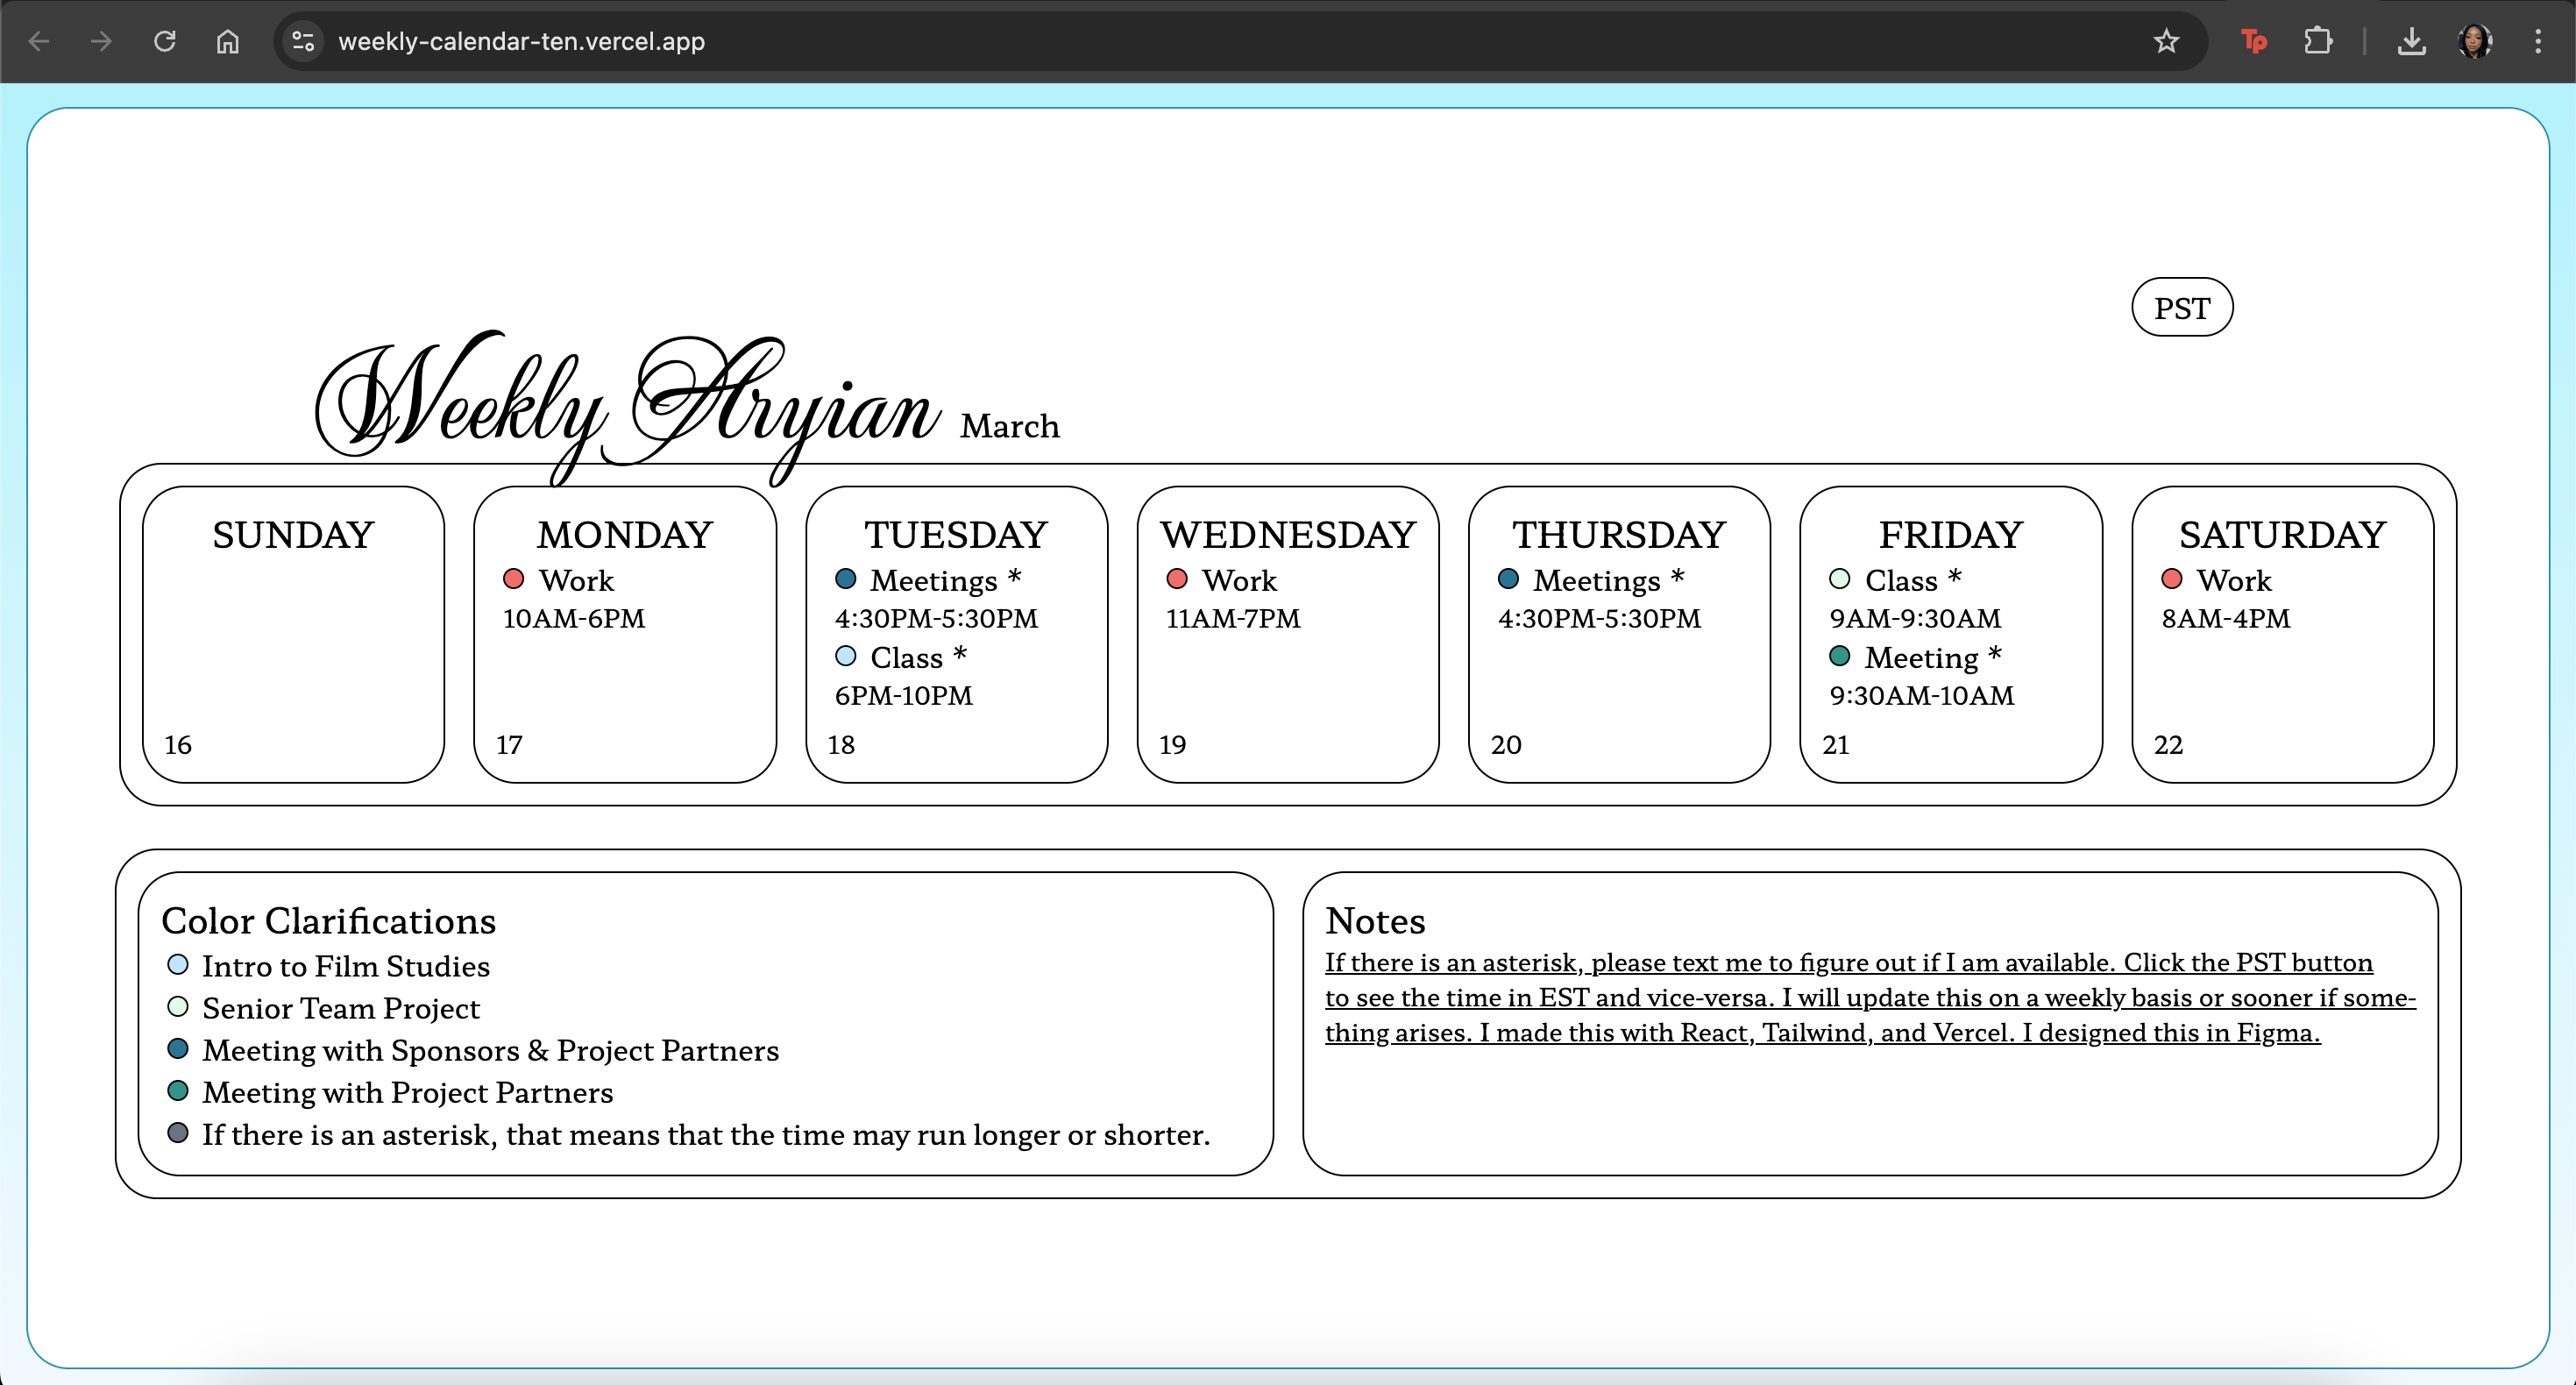 weekly-calendar-ten.vercel.app
Tp
PST
Weekly Aryian March
SUNDAY
16
MONDAY
Work
10AM-6PM
17
TUESDAY
Meetings *
4:30PM-5:30PM
Class *
6PM-10PM
18
WEDNESDAY
Work
11AM-7PM
19
THURSDAY
Meetings *
4:30PM-5:30PM
20
FRIDAY
Class *
9AM-9:30AM
Meeting *
9:30AM-10AM
21
SATURDAY
Work
8AM-4PM
22
Color Clarifications
Intro to Film Studies
Senior Team Project
Meeting with Sponsors & Project Partners
Meeting with Project Partners
If there is an asterisk, that means that the time may run longer or shorter.
Notes
If there is an asterisk, please text me to figure out if I am available. Click the PST button
to see the time in EST and vice-versa. I will update this on a weekly basis or sooner if some-
thing arises. I made this with React, Tailwind, and Vercel. I designed this in Figma.